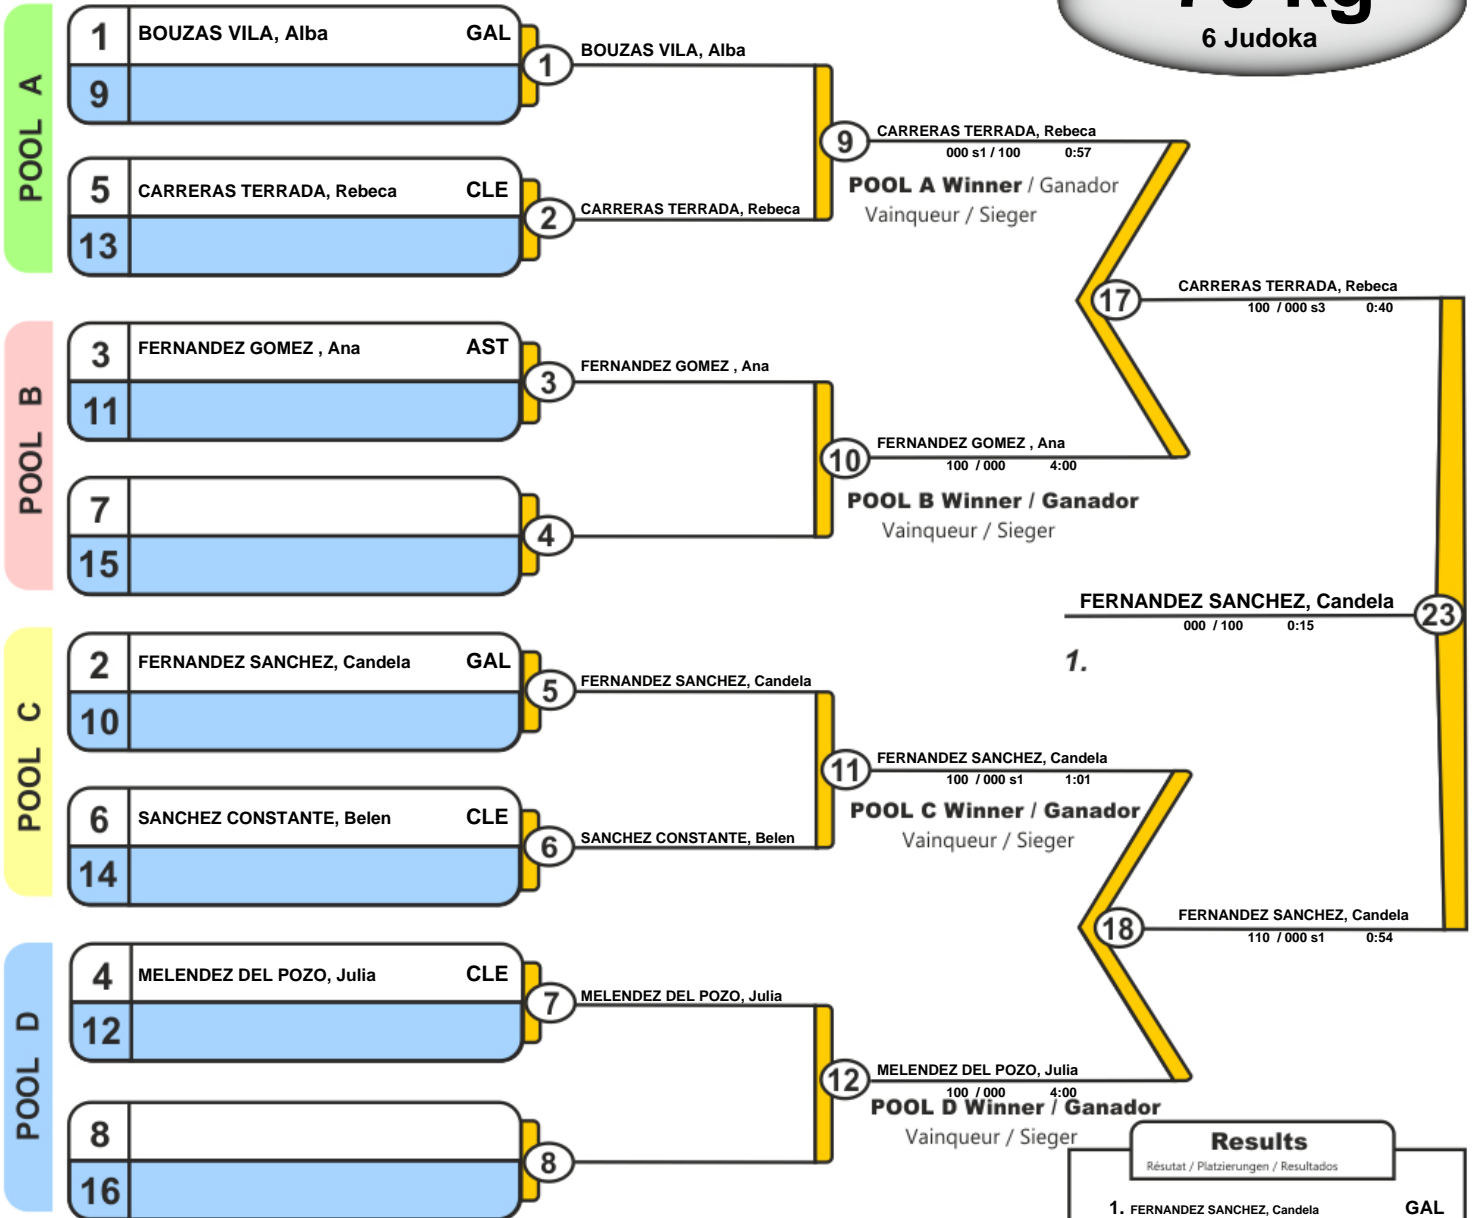 6 Judoka
POOL A
1 BOUZAS VILA, Alba GAL
9
1
BOUZAS VILA, Alba
5 CARRERAS TERRADA, Rebeca CLE
13
2
CARRERAS TERRADA, Rebeca
9
CARRERAS TERRADA, Rebeca
000 s1 / 100 0:57
POOL A Winner / Ganador
Vainqueur / Sieger
POOL B
3 FERNANDEZ GOMEZ , Ana AST
11
3
FERNANDEZ GOMEZ , Ana
7
15
4
10
FERNANDEZ GOMEZ , Ana
100 / 000 4:00
POOL B Winner / Ganador
Vainqueur / Sieger
17
CARRERAS TERRADA, Rebeca
100 / 000 s3 0:40
FERNANDEZ SANCHEZ, Candela
23
000 / 100 0:15
1.
POOL C
2 FERNANDEZ SANCHEZ, Candela GAL
10
5
FERNANDEZ SANCHEZ, Candela
6 SANCHEZ CONSTANTE, Belen CLE
14
6
SANCHEZ CONSTANTE, Belen
11
FERNANDEZ SANCHEZ, Candela
100 / 000 s1 1:01
POOL C Winner / Ganador
Vainqueur / Sieger
18
FERNANDEZ SANCHEZ, Candela
110 / 000 s1 0:54
POOL D
4 MELENDEZ DEL POZO, Julia CLE
12
7
MELENDEZ DEL POZO, Julia
8
16
8
12
MELENDEZ DEL POZO, Julia
100 / 000 4:00
POOL D Winner / Ganador
Vainqueur / Sieger
Results
Résutat / Platzierungen / Resultados
1. FERNANDEZ SANCHEZ, Candela GAL